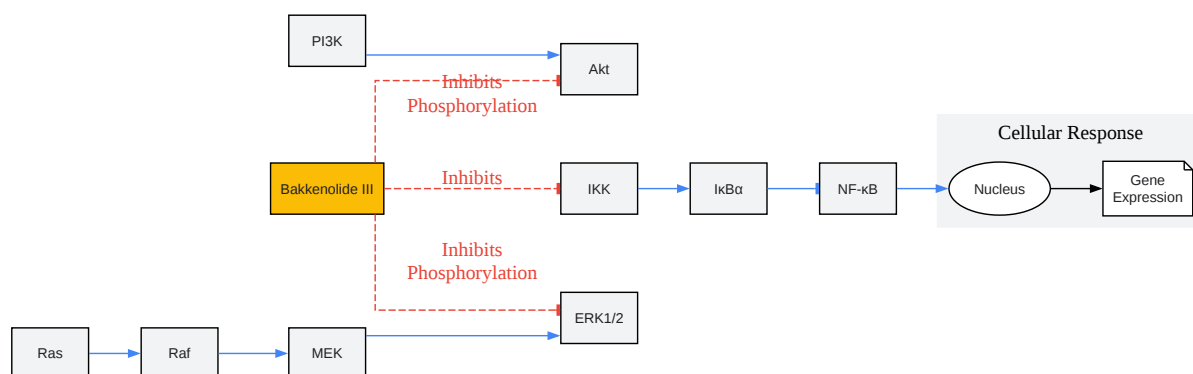 PI3K
Akt
Inhibits
Phosphorylation
Cellular Response
Bakkenolide III
Inhibits
IKK
IκBα
NF-κB
Nucleus
Gene
Expression
Inhibits
Phosphorylation
ERK1/2
Ras
Raf
MEK